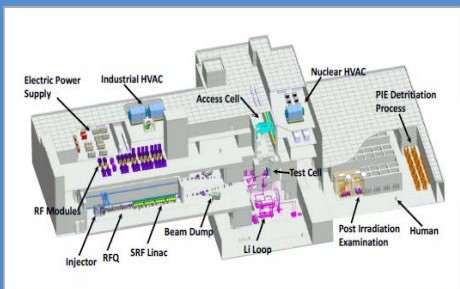 Electric Power
Supply
Industrial HVAC
Access Cell
Nuclear HVAC
PIE Detritiation
Process
RF Modules
Test Cell
Injector
RFQ
SRF Linac
Beam Dump
Li Loop
Post Irradiation
Examination
Human